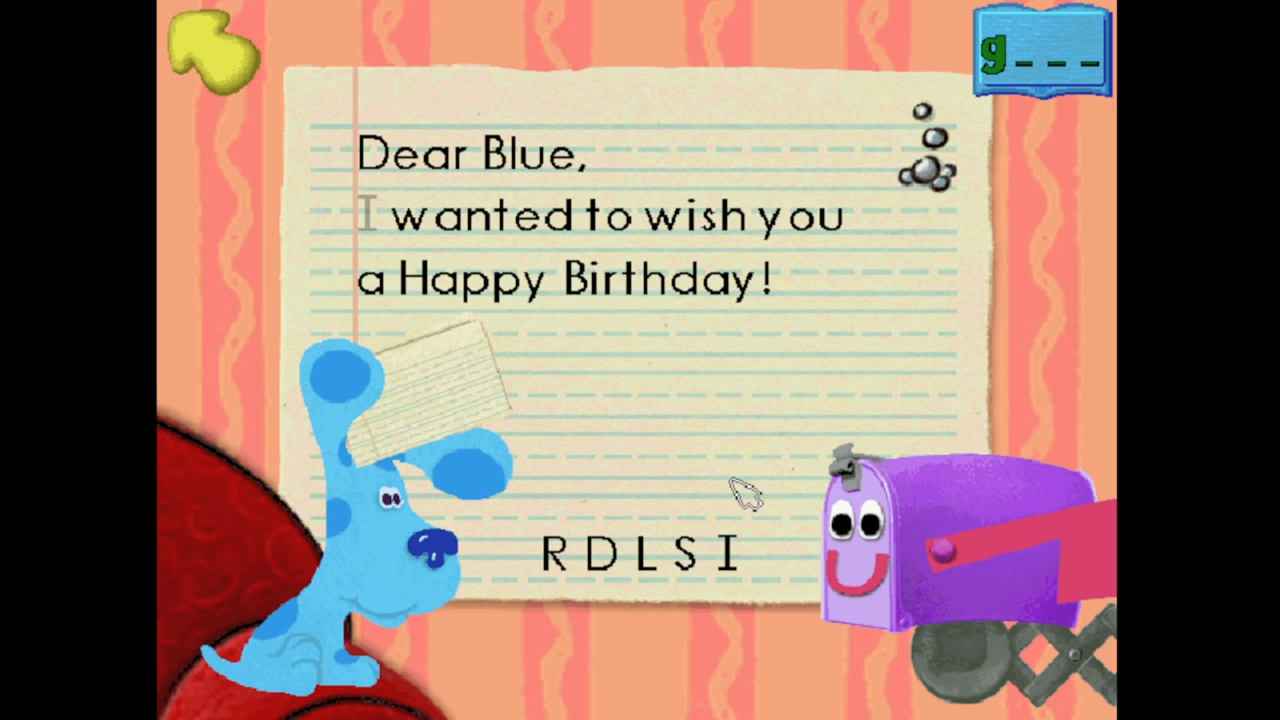 g _ _ _
Dear Blue,
I wanted to wish you
a Happy Birthday!
R D L S I